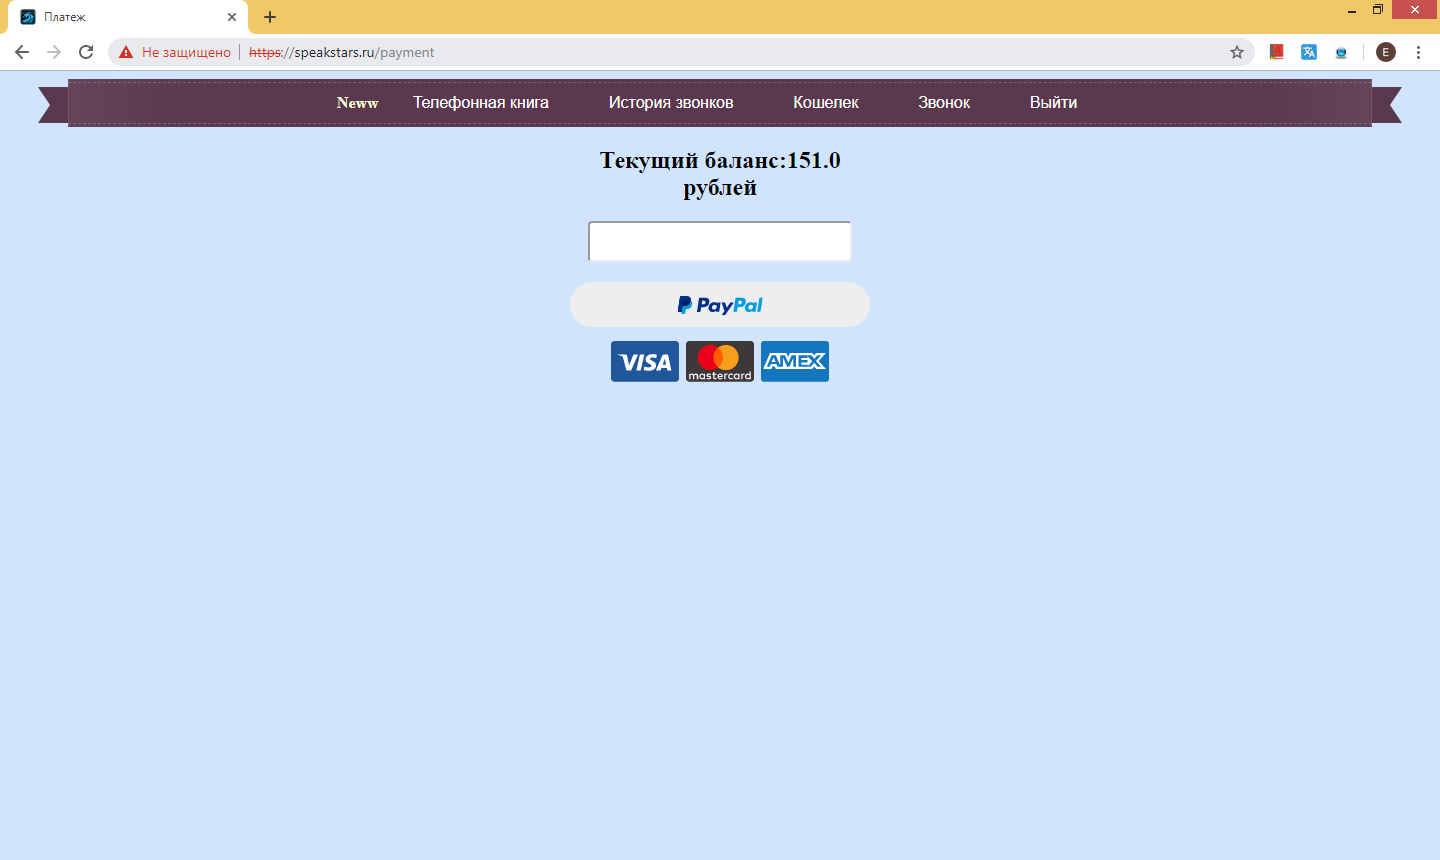 Платеж
Не защищено https://speakstars.ru/payment
E
Neww Телефонная книга История звонков Кошелек Звонок Выйти
Текущий баланс:151.0
рублей
PayPal
VISA mastercard AMEX